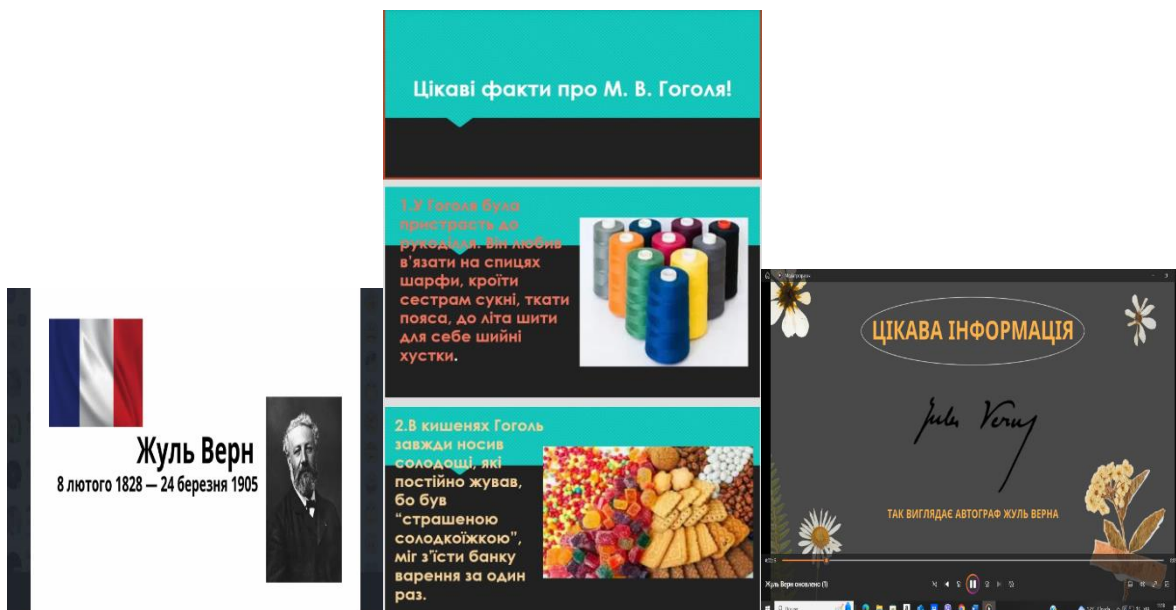 Жуль Верн
8 лютого 1828 — 24 березня 1905
Цікаві факти про М. В. Гоголя!
1.У Гоголя була
пристрасть до
рукоділля. Він любив
в'язати на спицях
шарфи, кроїти
сестрам сукні, ткати
пояса, до літа шити
для себе шийні
хустки.
2.В кишенях Гоголь
завжди носив
солодощі, які
постійно жував,
бо був
“страшеною
солодкоїжкою”,
міг з'їсти банку
варення за один
раз.
ЦІКАВА ІНФОРМАЦІЯ
Jules Verne
ТАК ВИГЛЯДАЄ АВТОГРАФ ЖУЛЬ ВЕРНА
Жуль Верн оновлено (1)